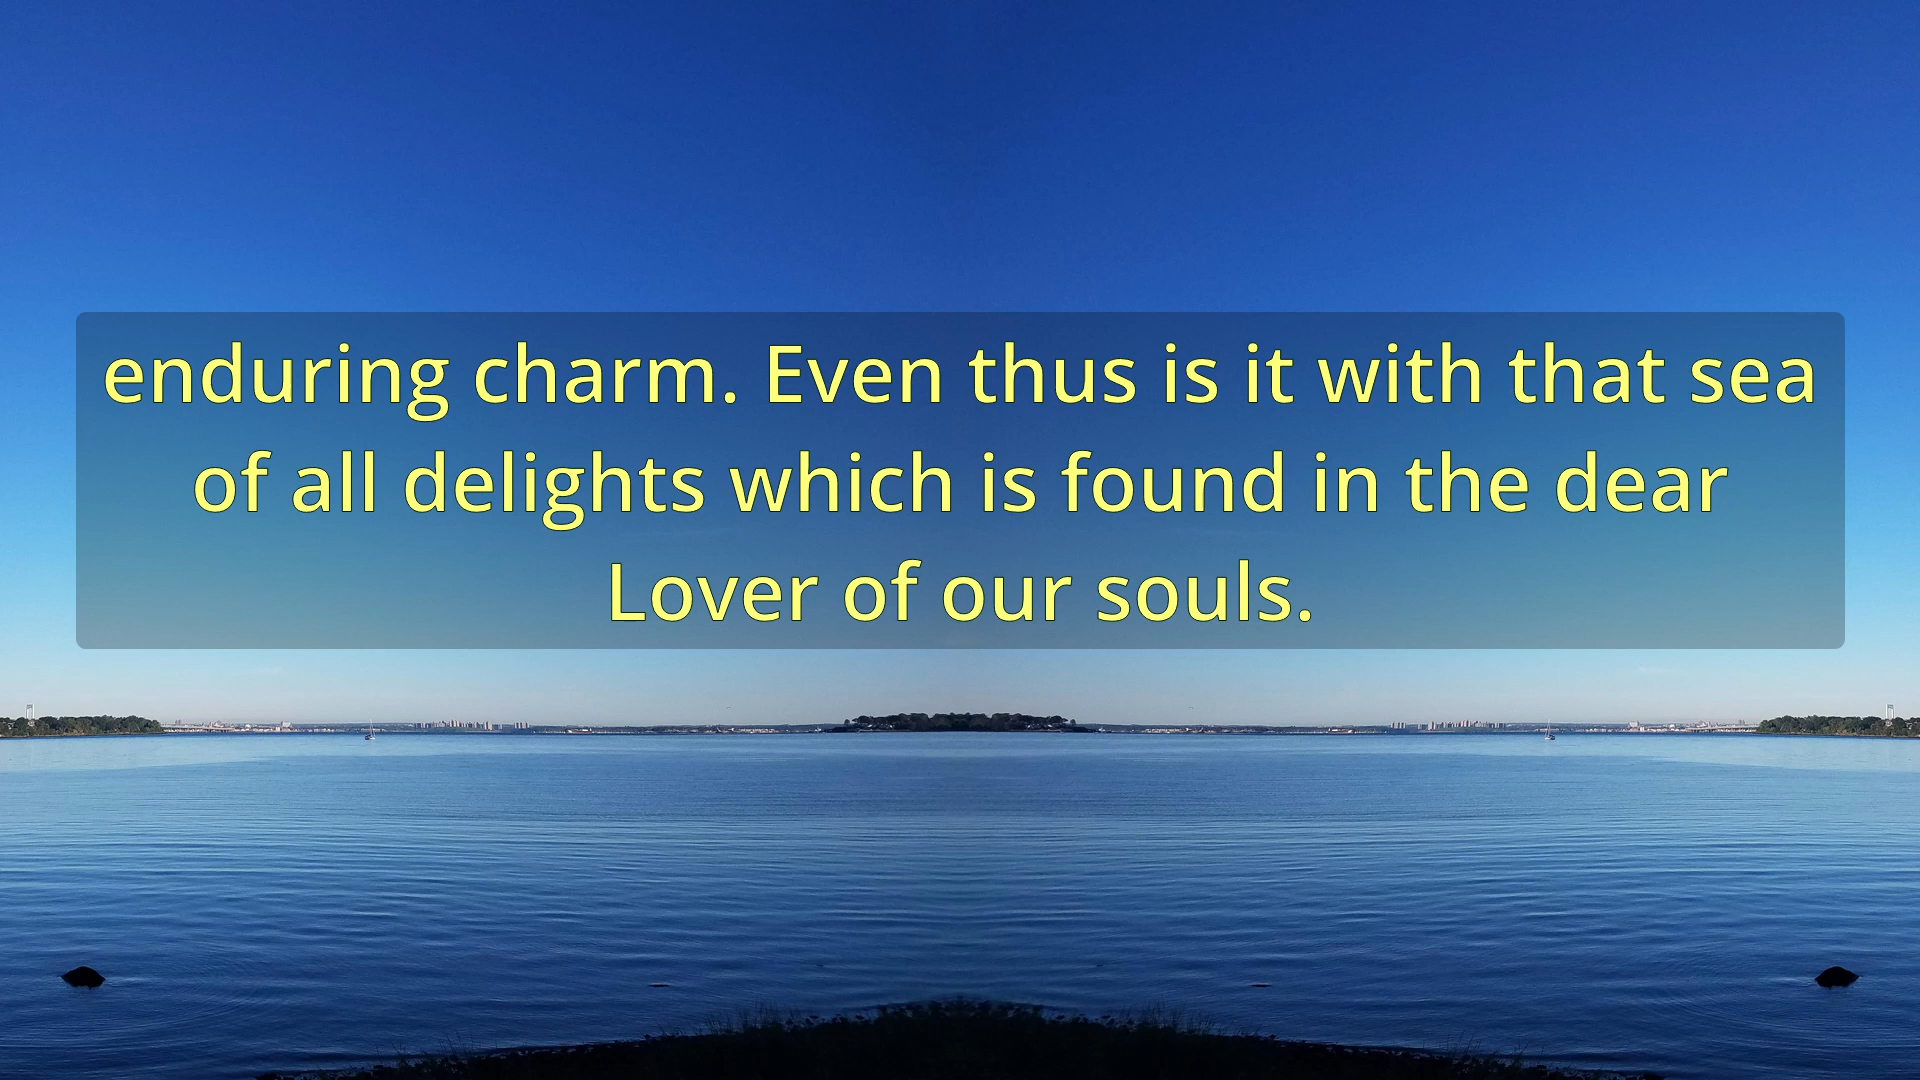 enduring charm. Even thus is it with that sea
of all delights which is found in the dear
Lover of our souls.